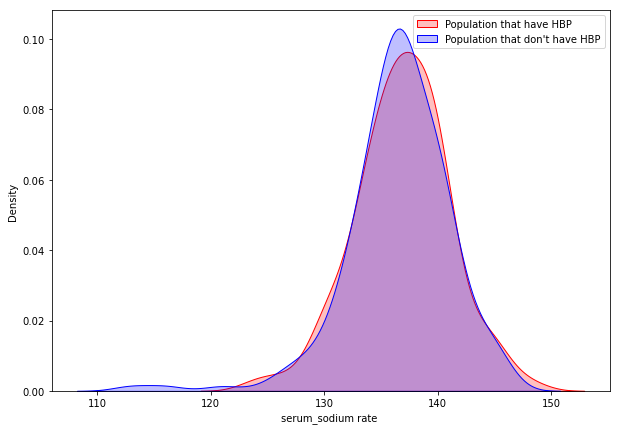 Population that have HBP
Population that don't have HBP
0.10
0.08
0.06
0.04
0.02
0.00
Density
110
120
130
140
150
serum_sodium rate